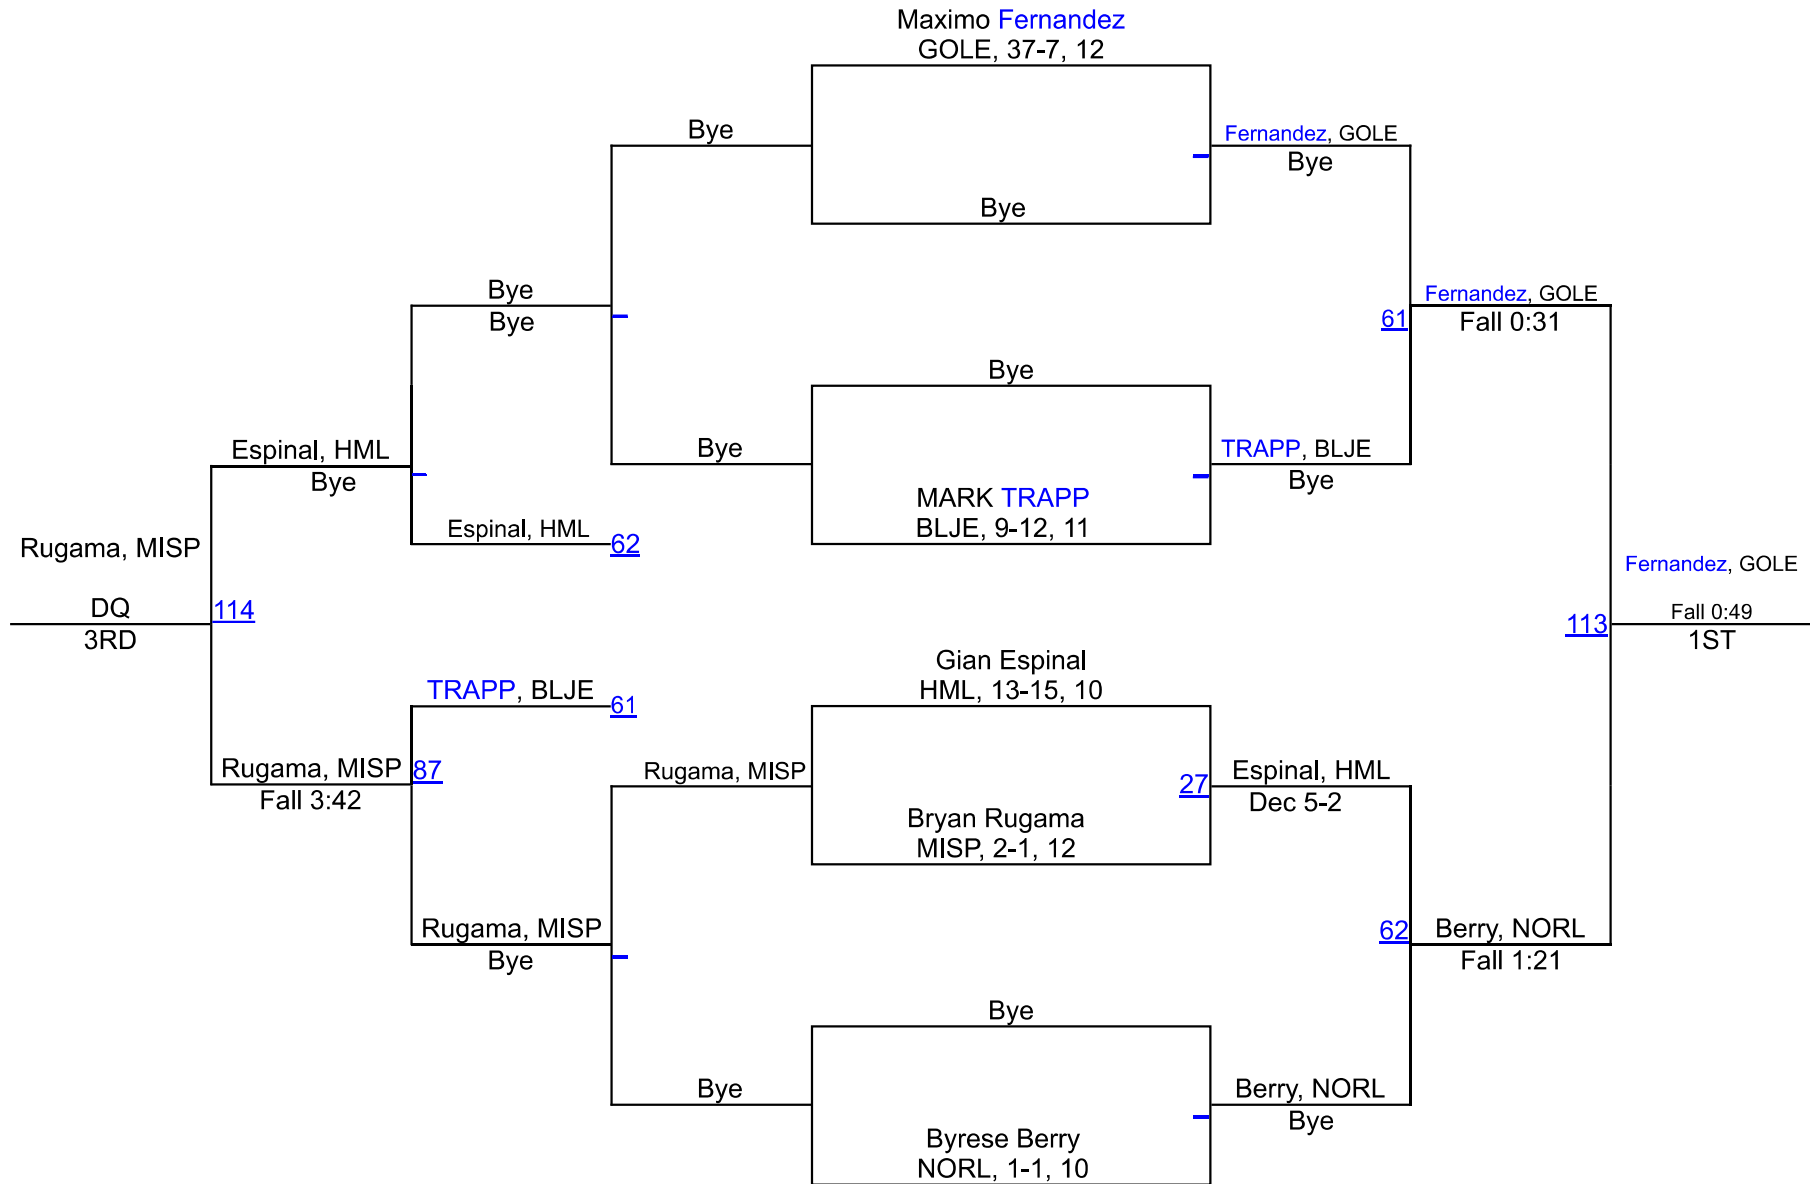 Maximo Fernandez
GOLE, 37-7, 12
Bye
Fernandez, GOLE
Bye
Bye
Bye
Bye
Fernandez, GOLE
61
Fall 0:31
Bye
Espinal, HML
Bye
Bye
TRAPP, BLJE
Bye
MARK TRAPP
BLJE, 9-12, 11
Espinal, HML
62
Rugama, MISP
DQ
3RD
114
Fernandez, GOLE
Fall 0:49
1ST
113
Gian Espinal
HML, 13-15, 10
TRAPP, BLJE
61
Rugama, MISP
87
Fall 3:42
Rugama, MISP
27
Espinal, HML
Dec 5-2
Bryan Rugama
MISP, 2-1, 12
Rugama, MISP
Bye
62
Berry, NORL
Fall 1:21
Bye
Bye
Berry, NORL
Bye
Byrese Berry
NORL, 1-1, 10